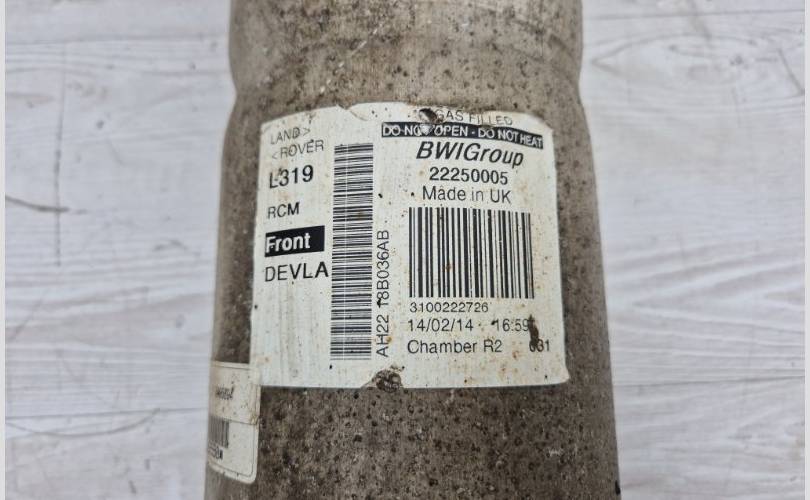 LAND>
<ROVER
L319
RCM
Front
DEVLA
AH22 18B036AB
GAS FILLED
DO NOT OPEN - DO NOT HEAT
BWIGroup
22250005
Made in UK
3100222726
14/02/14 16:59
Chamber R2 031